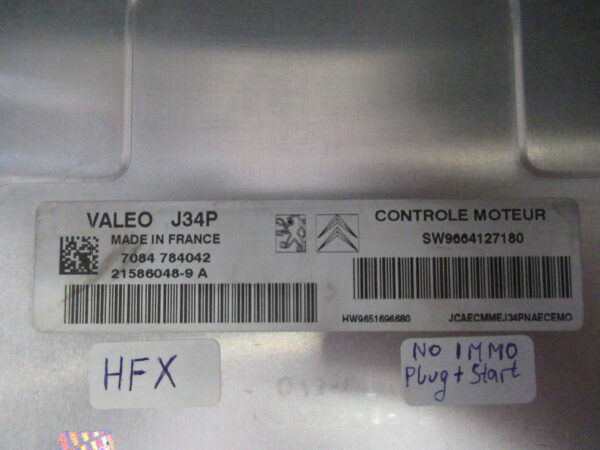 VALEO J34P
MADE IN FRANCE
7084 784042
21586048-9 A
CONTROLE MOTEUR
SW9664127180
HW9651696680
JCAECMMEJ34PNAECEMO
HFX
NO IMMO
Plug + Start